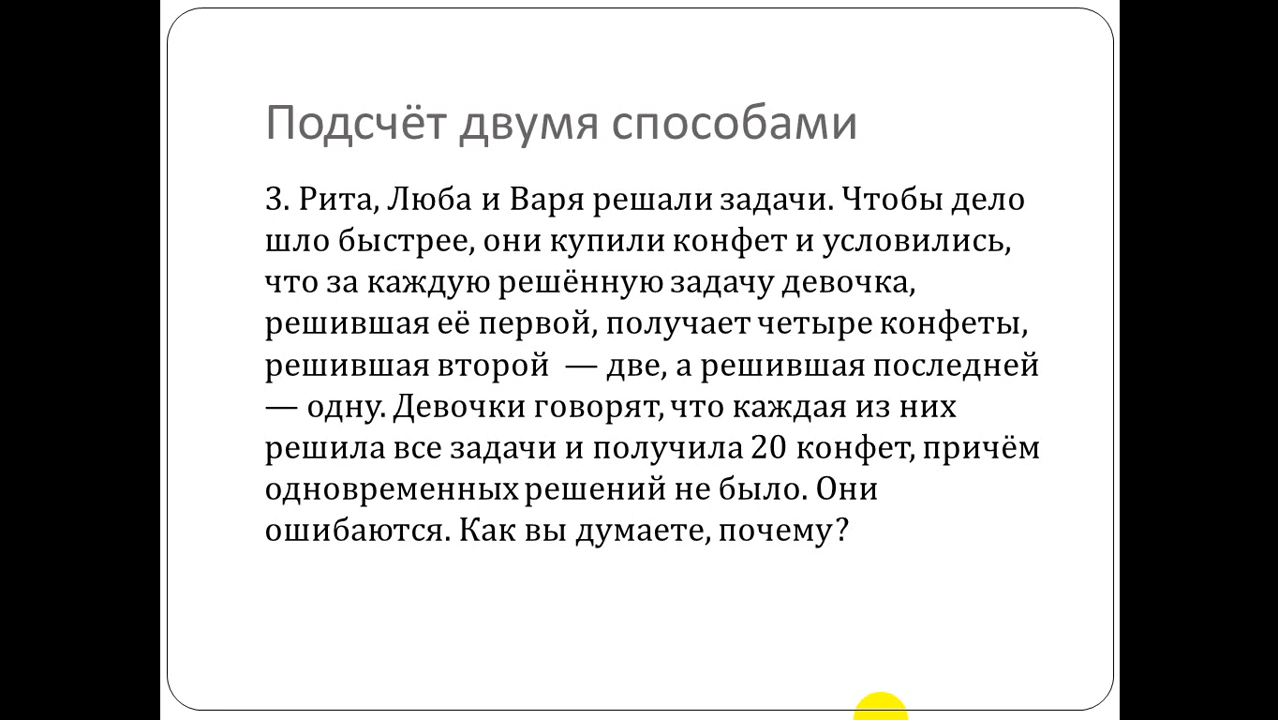 Подсчёт двумя способами
3. Рита, Люба и Варя решали задачи. Чтобы дело
шло быстрее, они купили конфет и условились,
что за каждую решённую задачу девочка,
решившая её первой, получает четыре конфеты,
решившая второй — две, а решившая последней
— одну. Девочки говорят, что каждая из них
решила все задачи и получила 20 конфет, причём
одновременных решений не было. Они
ошибаются. Как вы думаете, почему?